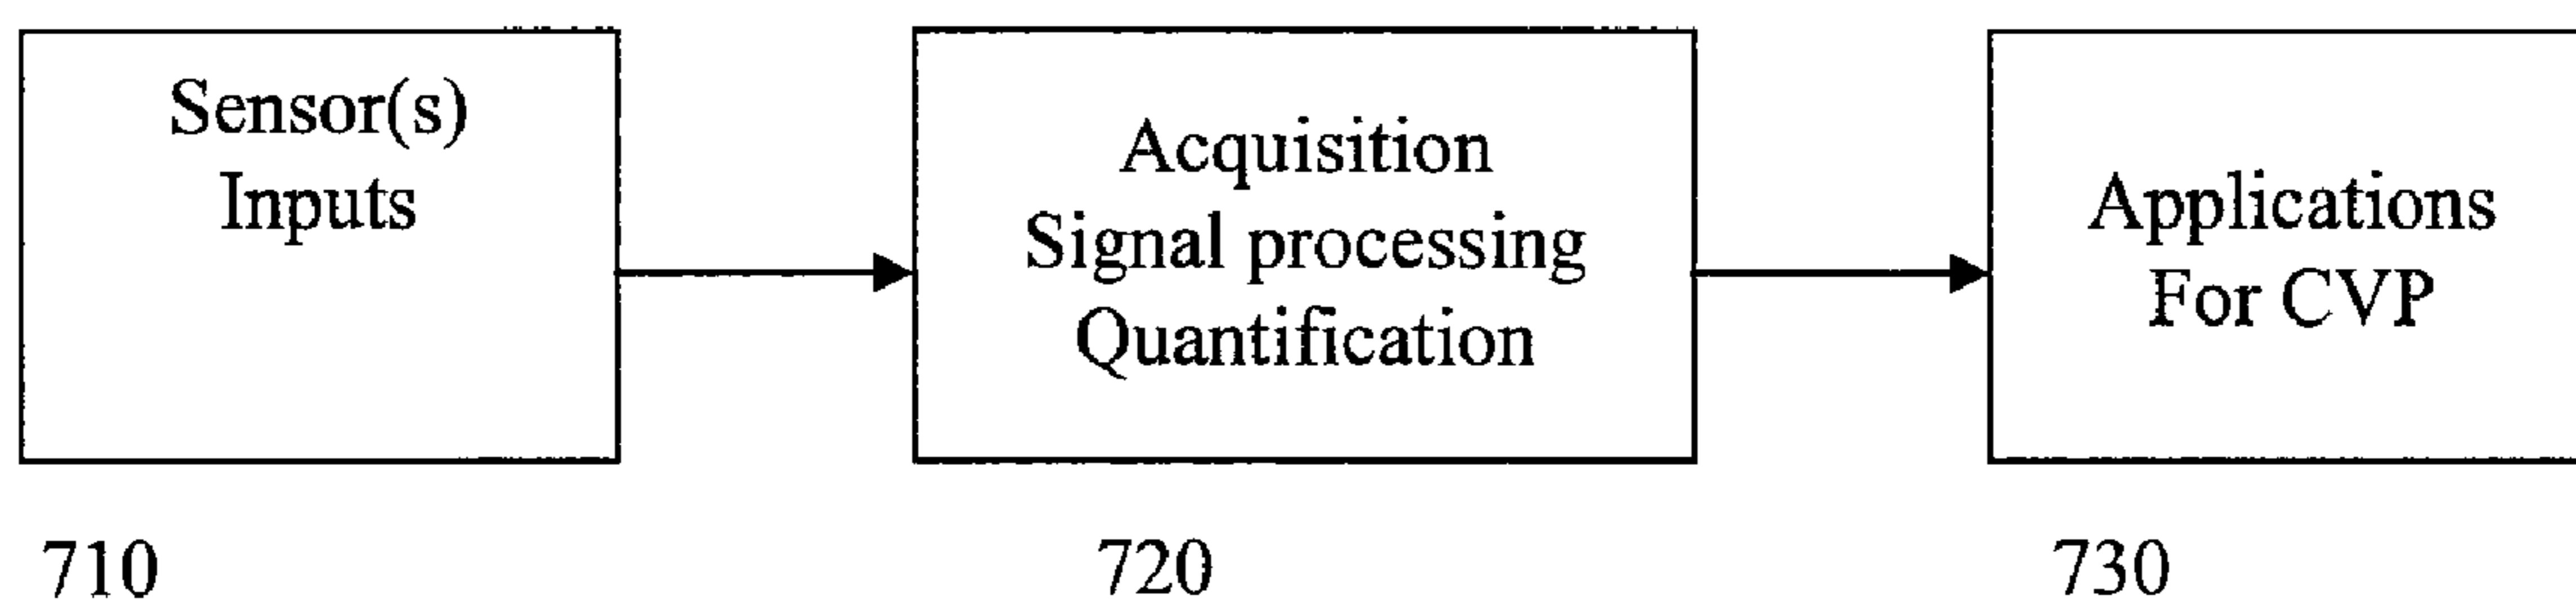 Sensor(s)
Inputs
Acquisition
Signal processing
Quantification
Applications
For CVP
710
720
730